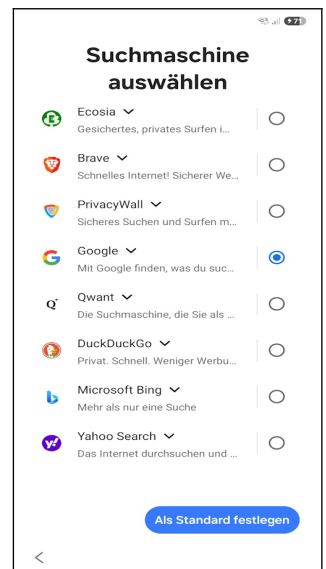 71
Suchmaschine
auswählen
Ecosia
Gesichertes, privates Surfen i...
Brave
Schnelles Internet! Sicherer We...
PrivacyWall
Sicheres Suchen und Surfen m...
Google
Mit Google finden, was du suc...
Qwant
Die Suchmaschine, die Sie als ...
DuckDuckGo
Privat. Schnell. Weniger Werbu...
Microsoft Bing
Mehr als nur eine Suche
Yahoo Search
Das Internet durchsuchen und ...
Als Standard festlegen